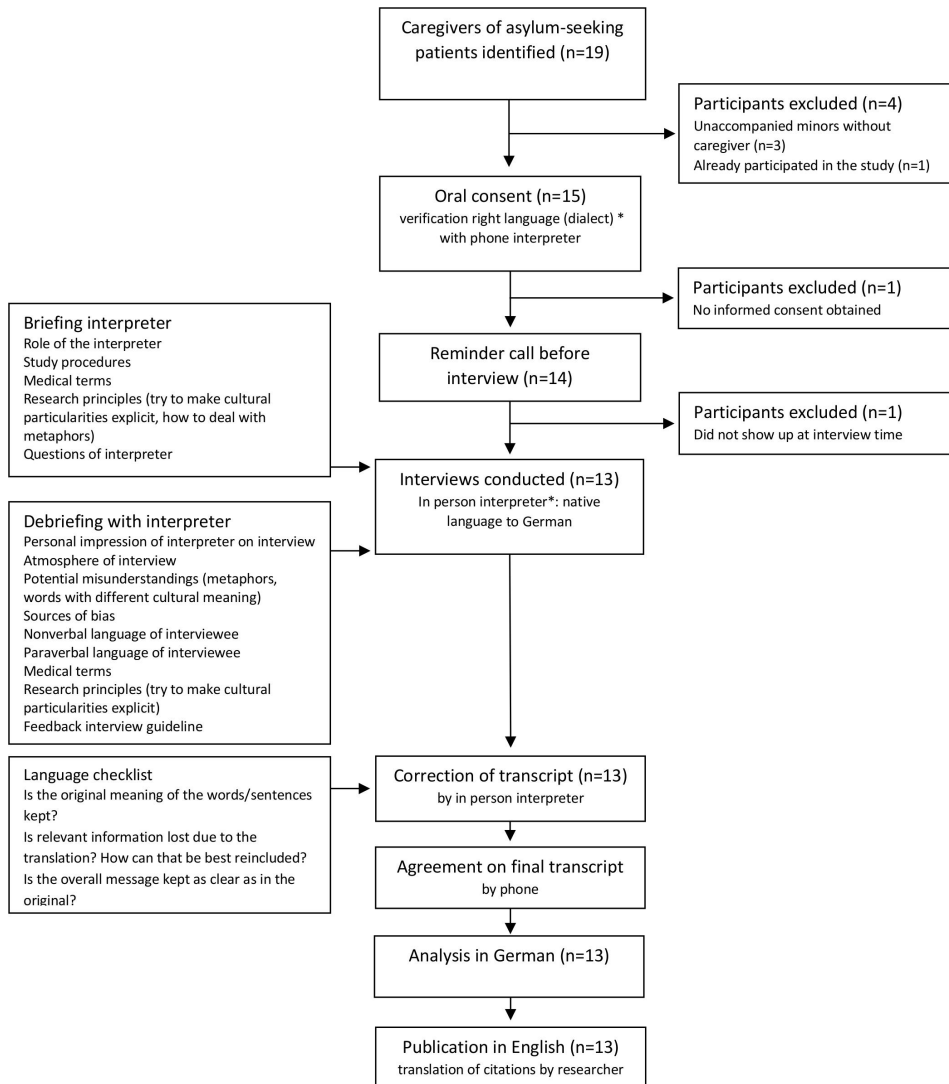 Caregivers of asylum-seeking
patients identified (n=19)
Participants excluded (n=4)
Unaccompanied minors without
caregiver (n=3)
Already participated in the study (n=1)
Oral consent (n=15)
verification right language (dialect) *
with phone interpreter
Participants excluded (n=1)
No informed consent obtained
Briefing interpreter
Role of the interpreter
Study procedures
Medical terms
Research principles (try to make cultural
particularities explicit, how to deal with
metaphors)
Questions of interpreter
Reminder call before
interview (n=14)
Participants excluded (n=1)
Did not show up at interview time
Interviews conducted (n=13)
In person interpreter*: native
language to German
Debriefing with interpreter
Personal impression of interpreter on interview
Atmosphere of interview
Potential misunderstandings (metaphors,
words with different cultural meaning)
Sources of bias
Nonverbal language of interviewee
Paraverbal language of interviewee
Medical terms
Research principles (try to make cultural
particularities explicit)
Feedback interview guideline
Language checklist
Is the original meaning of the words/sentences
kept?
Is relevant information lost due to the
translation? How can that be best reincluded?
Is the overall message kept as clear as in the
original?
Correction of transcript (n=13)
by in person interpreter
Agreement on final transcript
by phone
Analysis in German (n=13)
Publication in English (n=13)
translation of citations by researcher